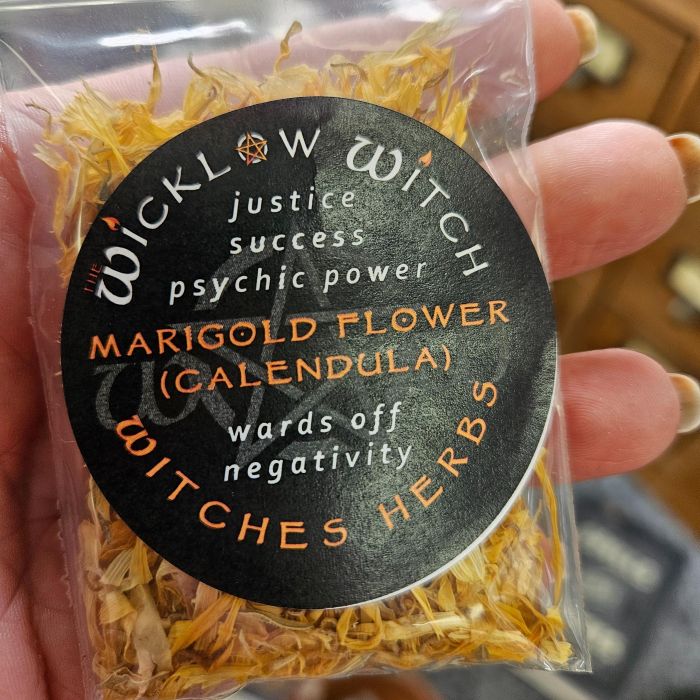 THE WICKLOW WITCH
justice
success
psychic power
MARIGOLD FLOWER
(CALENDULA)
wards off
negativity
WITCHES HERBS